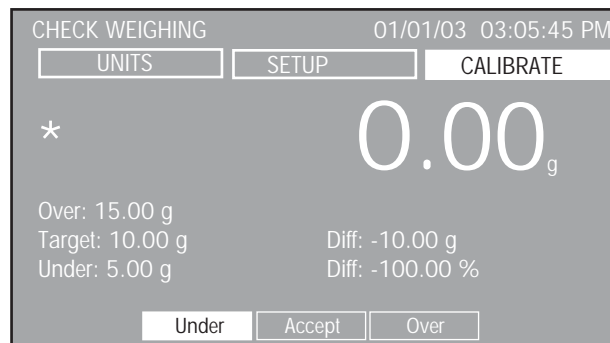 CHECK WEIGHING 01/01/03 03:05:45 PM
UNITS SETUP CALIBRATE
* 0.00 g
Over: 15.00 g
Target: 10.00 g Diff: -10.00 g
Under: 5.00 g Diff: -100.00 %
Under Accept Over